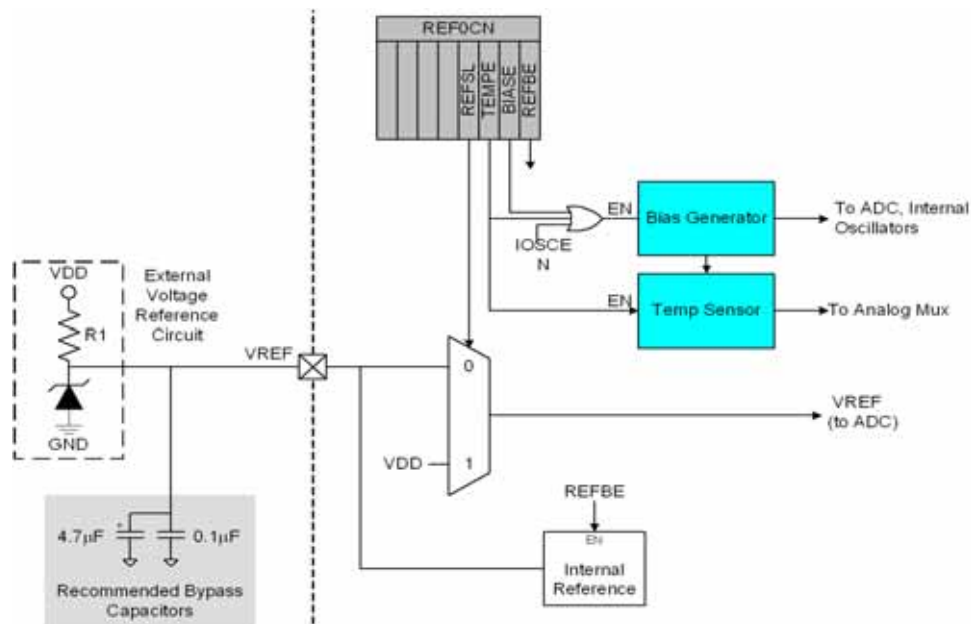 REF0CN
REFSL
TEMPE
BIASE
REFBE
EN
Bias Generator
To ADC, Internal
Oscillators
IOSCE
N
EN
Temp Sensor
To Analog Mux
VDD
R1
GND
External
Voltage
Reference
Circuit
VREF
0
VREF
(to ADC)
VDD
1
REFBE
EN
Internal
Reference
4.7µF
+
0.1µF
Recommended Bypass
Capacitors